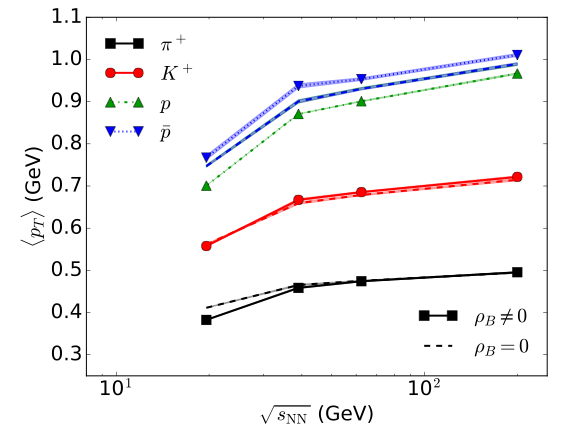 1.1
1.0
0.9
0.8
0.7
0.6
0.5
0.4
0.3
⟨p_T⟩ (GeV)
π⁺
K⁺
p
p̄
ρ_B ≠ 0
ρ_B = 0
10¹ 10²
√s_NN (GeV)